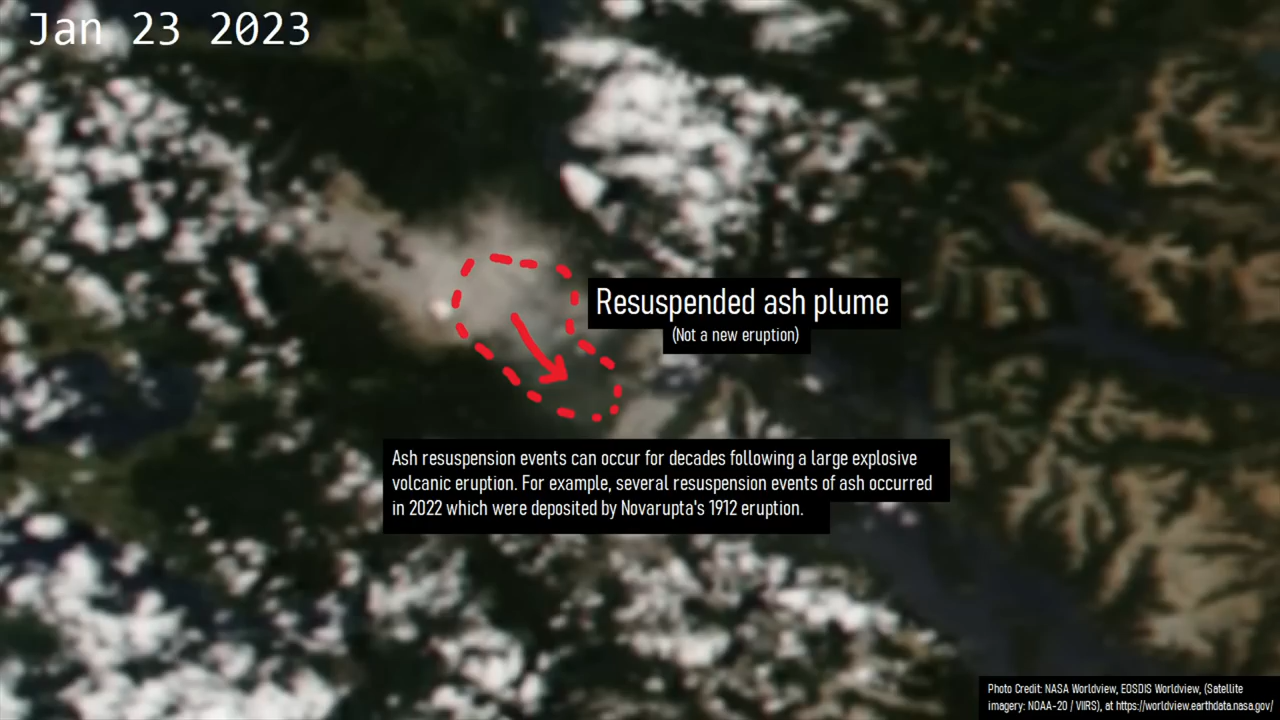 Jan 23 2023
Resuspended ash plume
(Not a new eruption)
Ash resuspension events can occur for decades following a large explosive
volcanic eruption. For example, several resuspension events of ash occurred
in 2022 which were deposited by Novarupta's 1912 eruption.
Photo Credit: NASA Worldview, EOSDIS Worldview, (Satellite
imagery: NOAA-20 / VIIRS), at https://worldview.earthdata.nasa.gov/